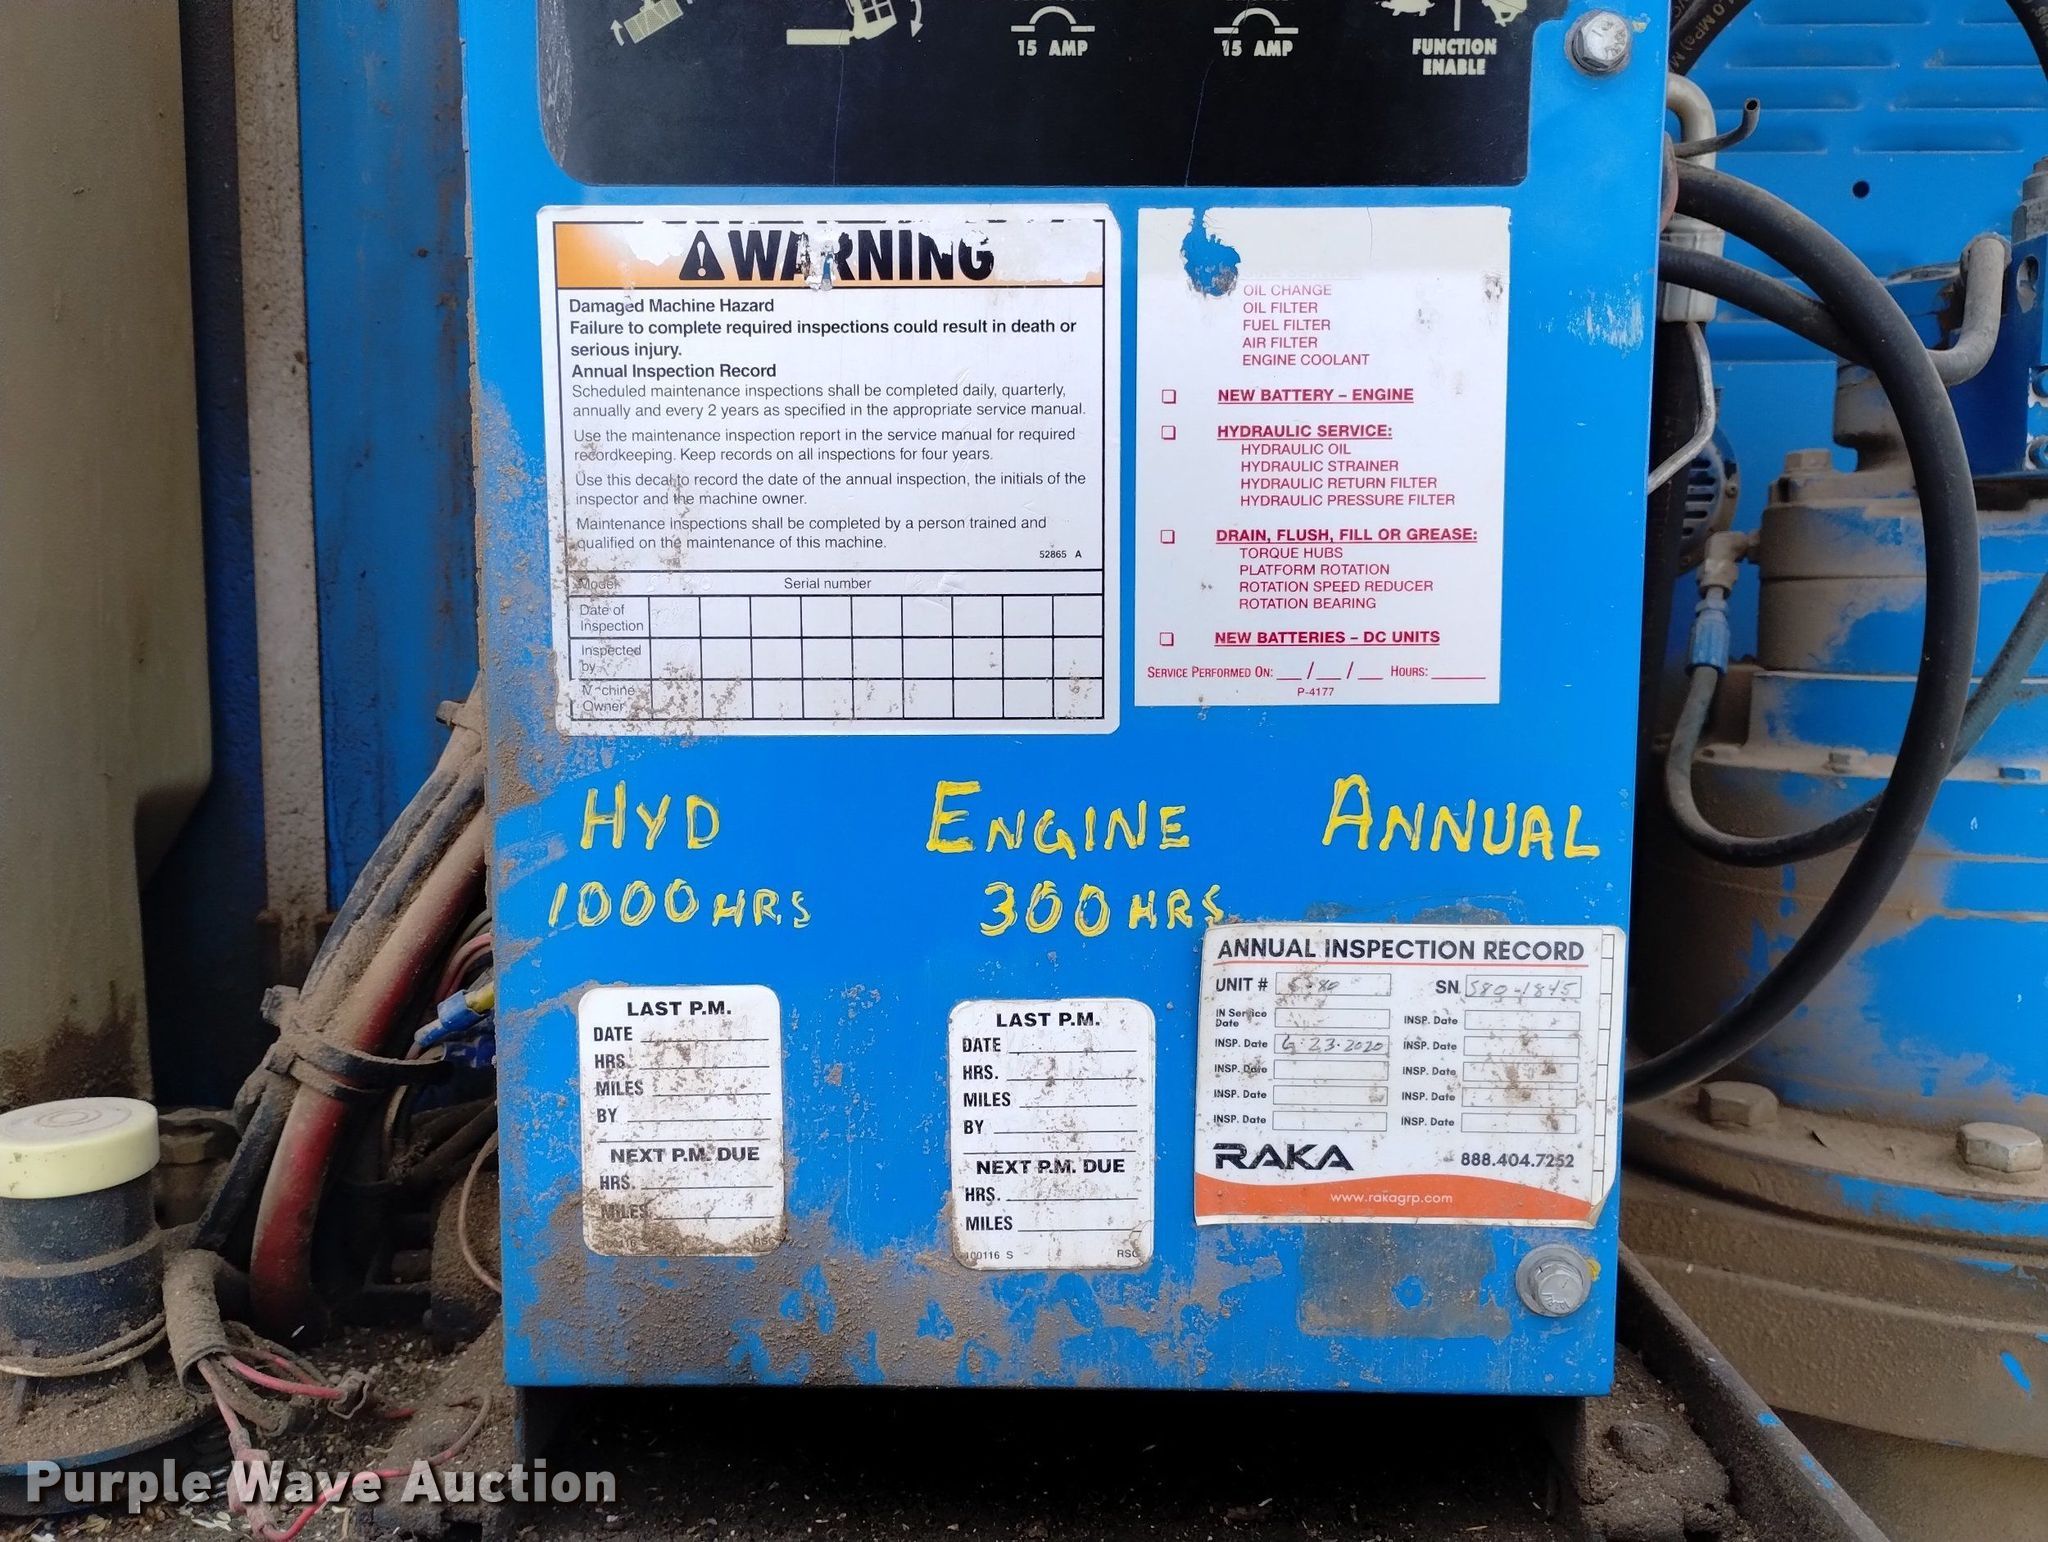 15 AMP
15 AMP
FUNCTION
ENABLE
WARNING
Damaged Machine Hazard
Failure to complete required inspections could result in death or
serious injury.
Annual Inspection Record
Scheduled maintenance inspections shall be completed daily, quarterly,
annually and every 2 years as specified in the appropriate service manual.
Use the maintenance inspection report in the service manual for required
recordkeeping. Keep records on all inspections for four years.
Use this decal to record the date of the annual inspection, the initials of the
inspector and the machine owner.
Maintenance inspections shall be completed by a person trained and
qualified on the maintenance of this machine.
52865 A
Model Serial number
Date of
Inspection
Inspected
by
Machine
Owner
OIL CHANGE
OIL FILTER
FUEL FILTER
AIR FILTER
ENGINE COOLANT
NEW BATTERY – ENGINE
HYDRAULIC SERVICE:
HYDRAULIC OIL
HYDRAULIC STRAINER
HYDRAULIC RETURN FILTER
HYDRAULIC PRESSURE FILTER
DRAIN, FLUSH, FILL OR GREASE:
TORQUE HUBS
PLATFORM ROTATION
ROTATION SPEED REDUCER
ROTATION BEARING
NEW BATTERIES – DC UNITS
SERVICE PERFORMED ON: __/__/__ HOURS:______
P-4177
HYD ENGINE ANNUAL
1000 HRS 300 HRS
LAST P.M.
DATE
HRS.
MILES
BY
NEXT P.M. DUE
HRS.
MILES
100116 S RSC
LAST P.M.
DATE
HRS.
MILES
BY
NEXT P.M. DUE
HRS.
MILES
100116 S RSC
ANNUAL INSPECTION RECORD
UNIT # S-80 SN S80-1845
IN Service
Date INSP. Date
INSP. Date 6.23.2020 INSP. Date
INSP. Date INSP. Date
INSP. Date INSP. Date
INSP. Date INSP. Date
RAKA 888.404.7252
www.rakagrp.com
Purple Wave Auction